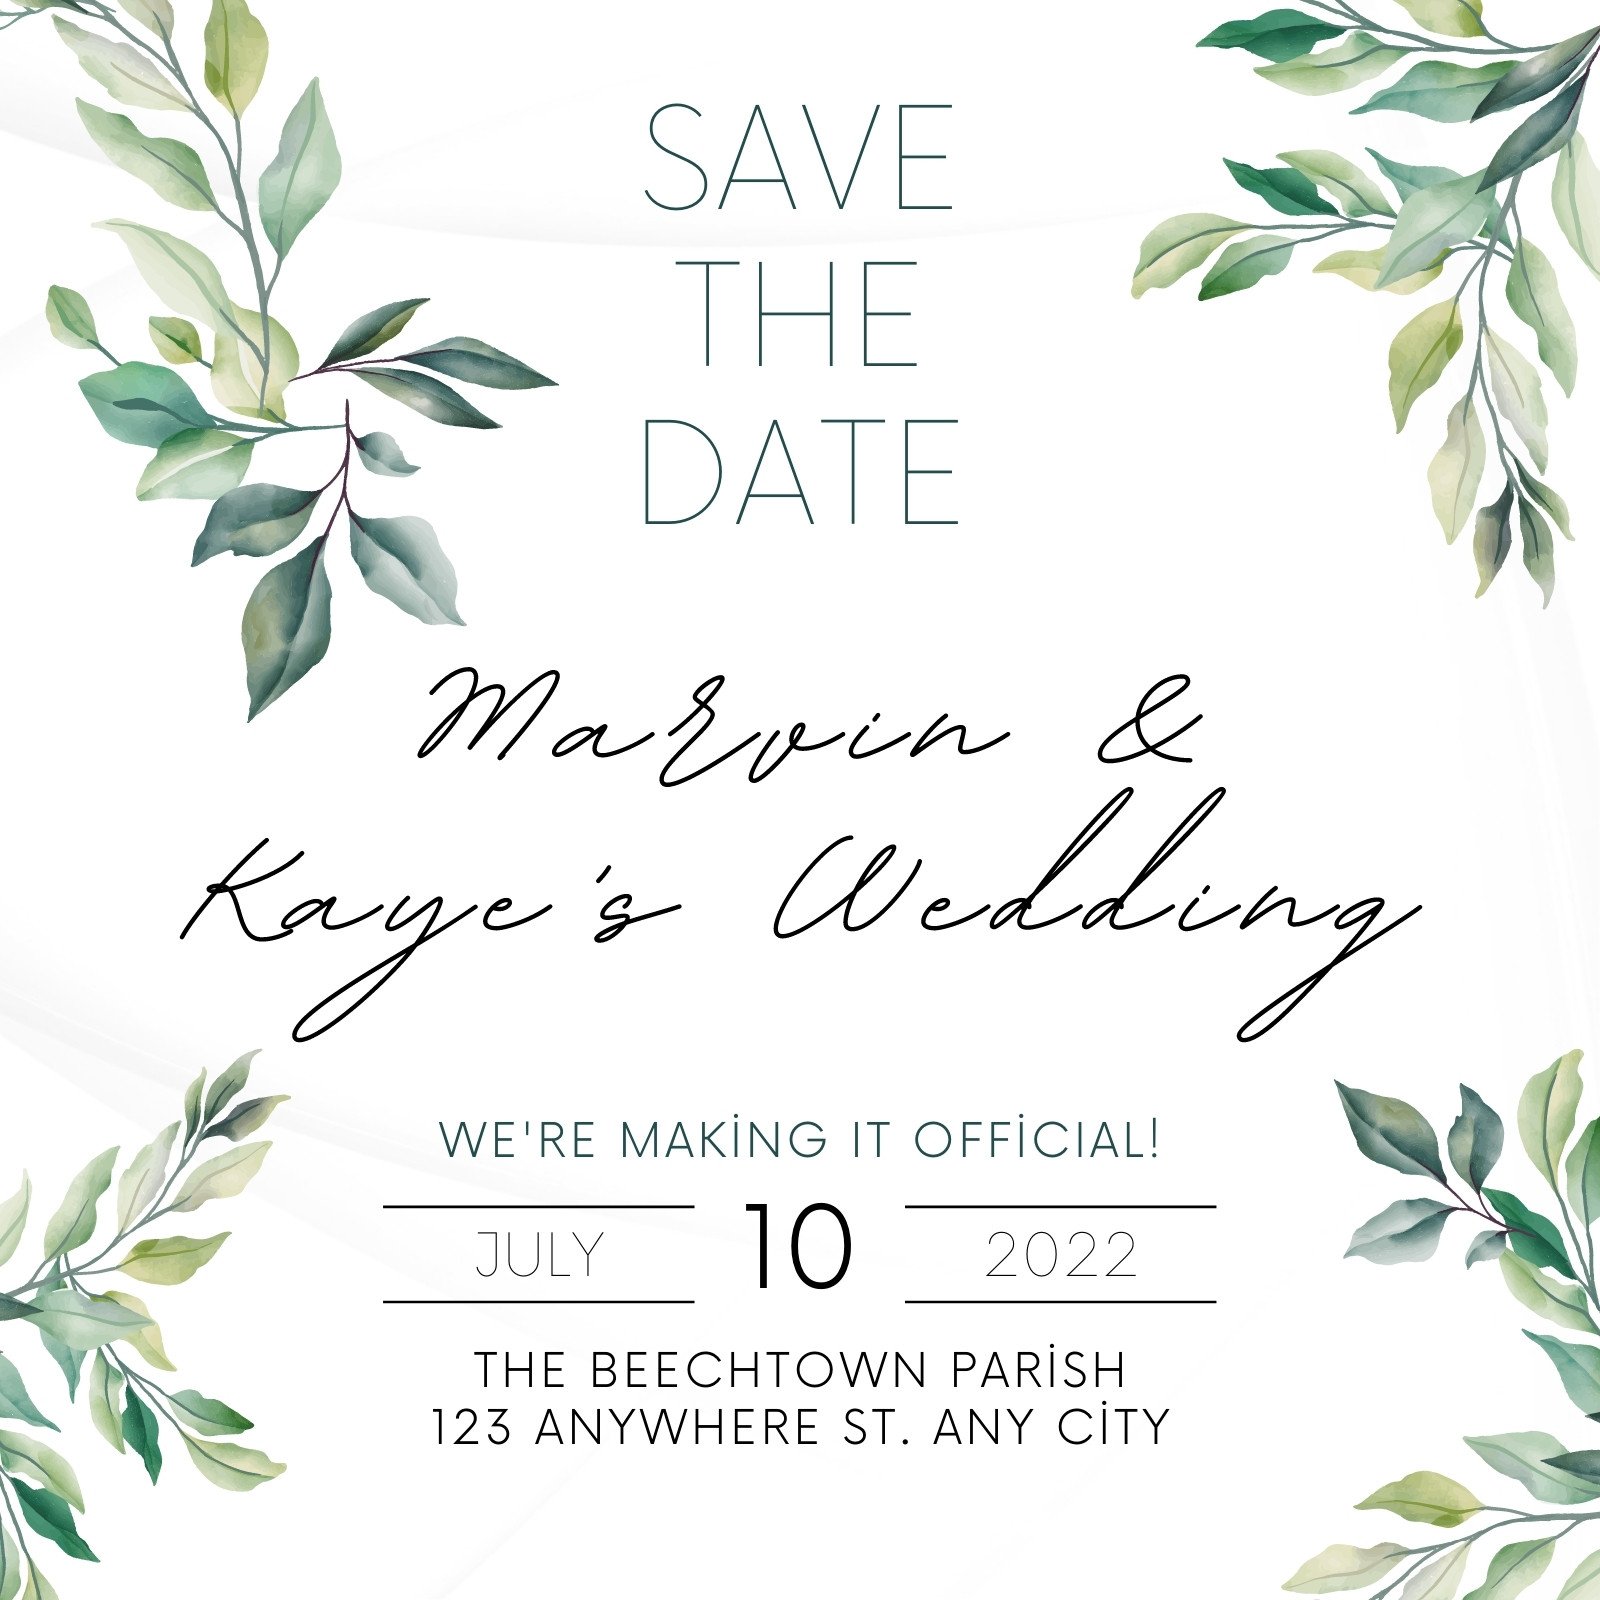 SAVE
THE
DATE
Marvin &
Kaye's Wedding
WE'RE MAKİNG IT OFFİCİAL!
JULY 10 2022
THE BEECHTOWN PARİSH
123 ANYWHERE ST. ANY CİTY